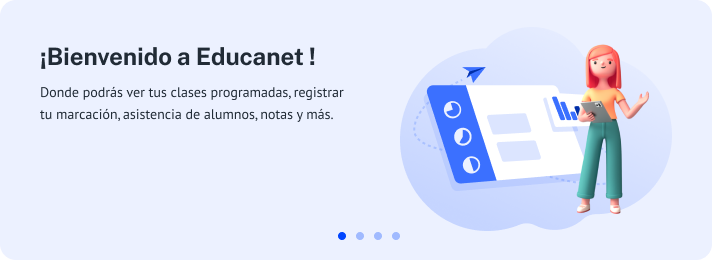 ¡Bienvenido a Educanet !
Donde podrás ver tus clases programadas, registrar
tu marcación, asistencia de alumnos, notas y más.